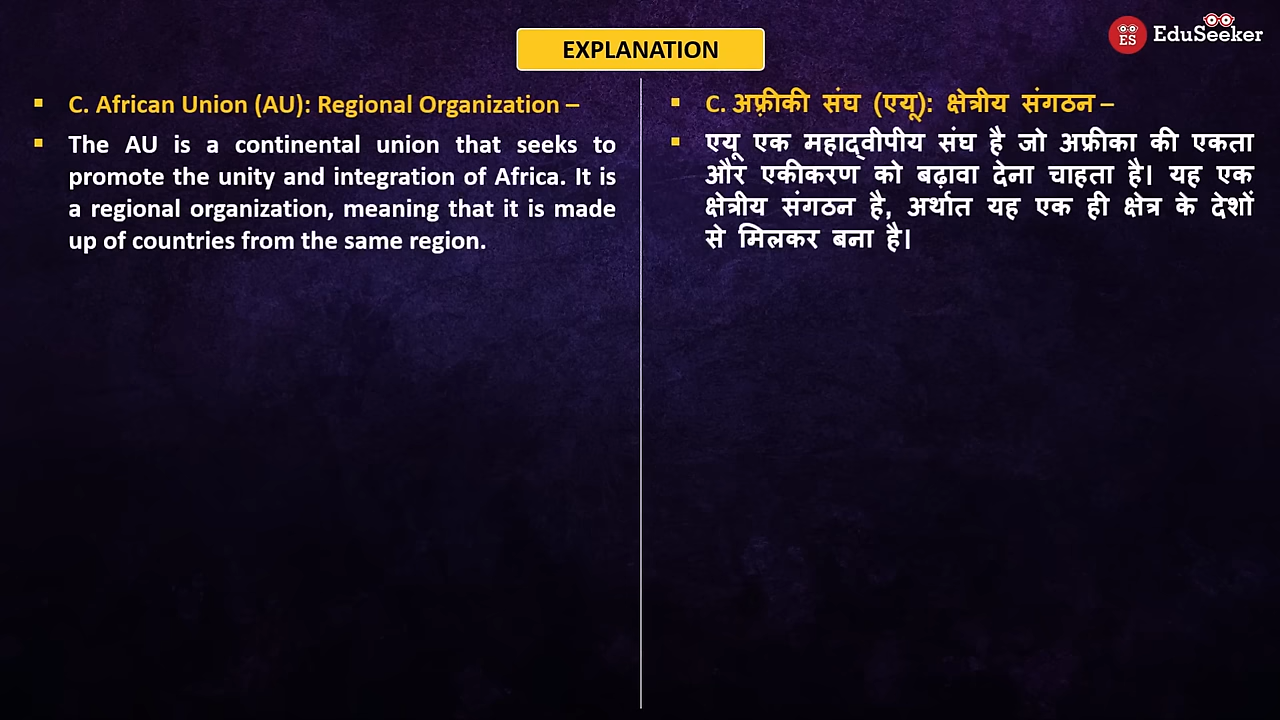 EXPLANATION
ES EduSeeker
▪ C. African Union (AU): Regional Organization –
▪ The AU is a continental union that seeks to
promote the unity and integration of Africa. It is
a regional organization, meaning that it is made
up of countries from the same region.
▪ C. अफ़्रीकी संघ (एयू): क्षेत्रीय संगठन –
▪ एयू एक महाद्वीपीय संघ है जो अफ्रीका की एकता
और एकीकरण को बढ़ावा देना चाहता है। यह एक
क्षेत्रीय संगठन है, अर्थात यह एक ही क्षेत्र के देशों
से मिलकर बना है।